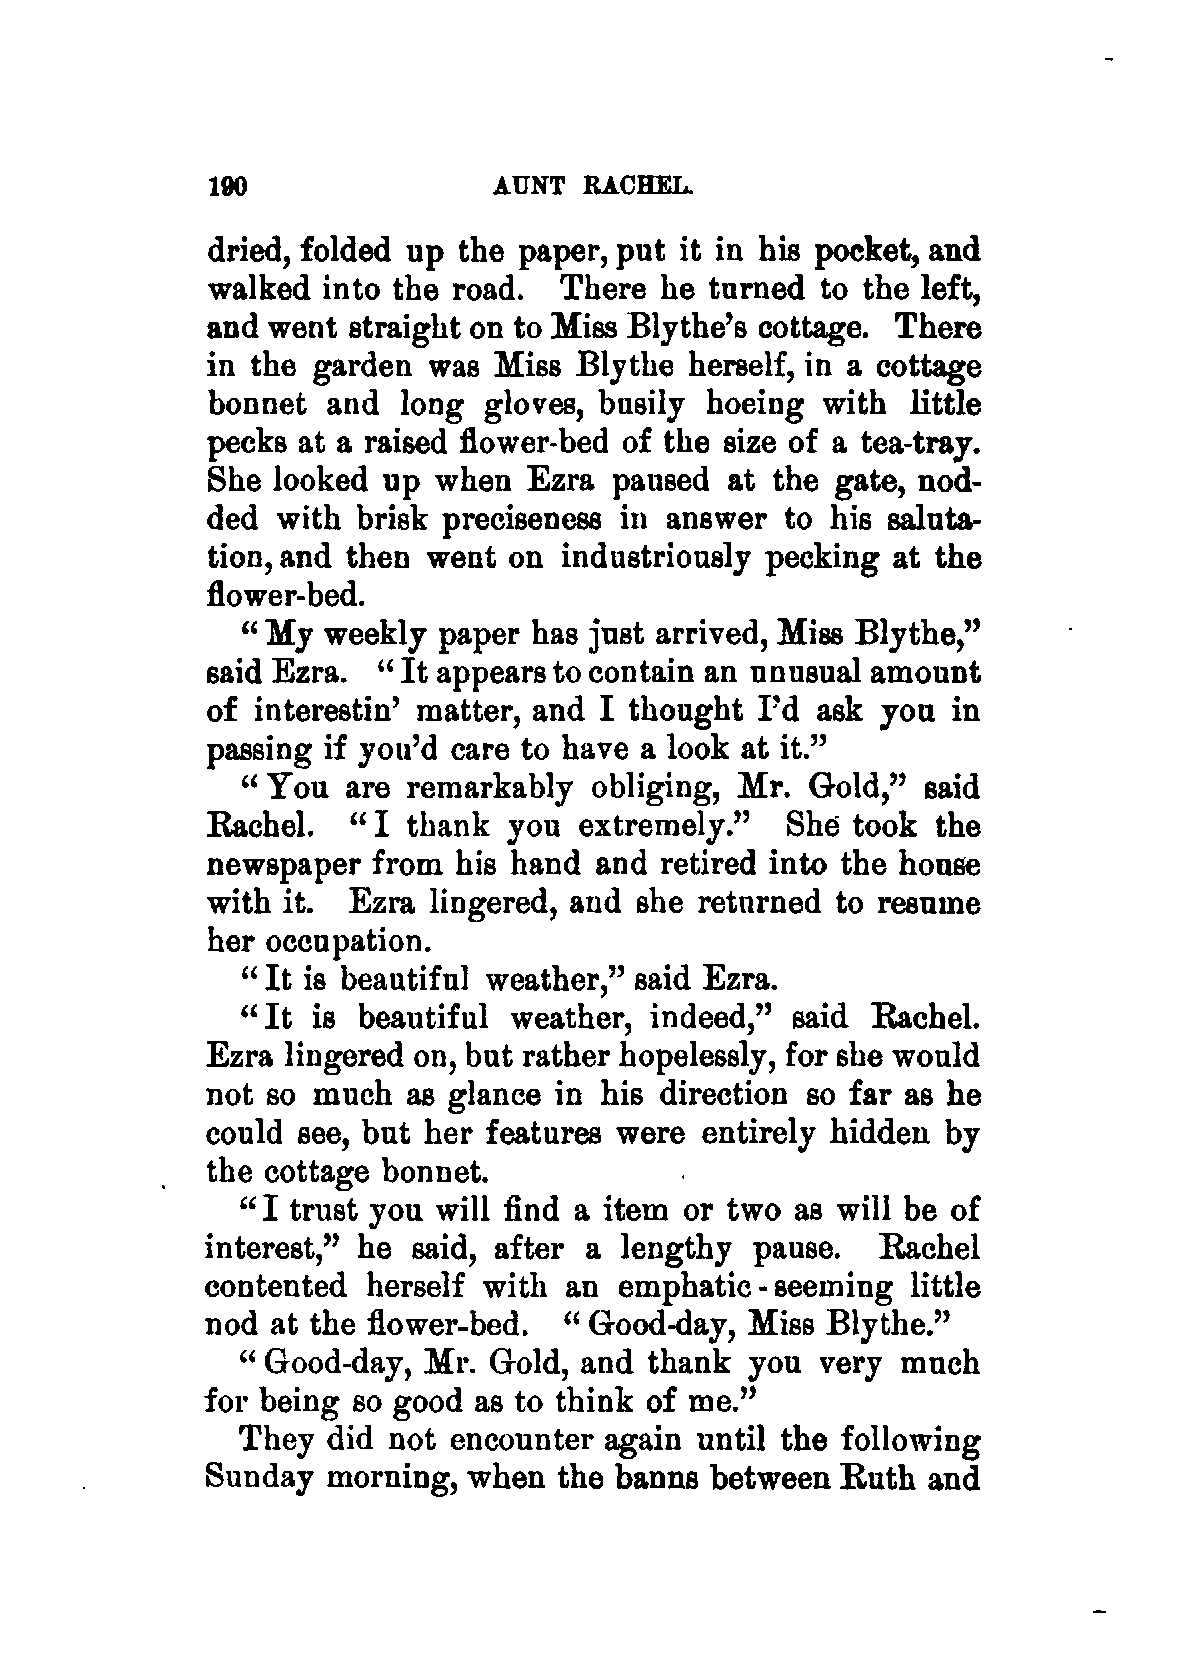 190 AUNT RACHEL.
dried, folded up the paper, put it in his pocket, and
walked into the road. There he turned to the left,
and went straight on to Miss Blythe’s cottage. There
in the garden was Miss Blythe herself, in a cottage
bonnet and long gloves, busily hoeing with little
pecks at a raised flower-bed of the size of a tea-tray.
She looked up when Ezra paused at the gate, nod-
ded with brisk preciseness in answer to his saluta-
tion, and then went on industriously pecking at the
flower-bed.
“My weekly paper has just arrived, Miss Blythe,”
said Ezra. “It appears to contain an unusual amount
of interestin’ matter, and I thought I’d ask you in
passing if you’d care to have a look at it.”
“You are remarkably obliging, Mr. Gold,” said
Rachel. “I thank you extremely.” She took the
newspaper from his hand and retired into the house
with it. Ezra lingered, and she returned to resume
her occupation.
“It is beautiful weather,” said Ezra.
“It is beautiful weather, indeed,” said Rachel.
Ezra lingered on, but rather hopelessly, for she would
not so much as glance in his direction so far as he
could see, but her features were entirely hidden by
the cottage bonnet.
“I trust you will find a item or two as will be of
interest,” he said, after a lengthy pause. Rachel
contented herself with an emphatic-seeming little
nod at the flower-bed. “Good-day, Miss Blythe.”
“Good-day, Mr. Gold, and thank you very much
for being so good as to think of me.”
They did not encounter again until the following
Sunday morning, when the banns between Ruth and